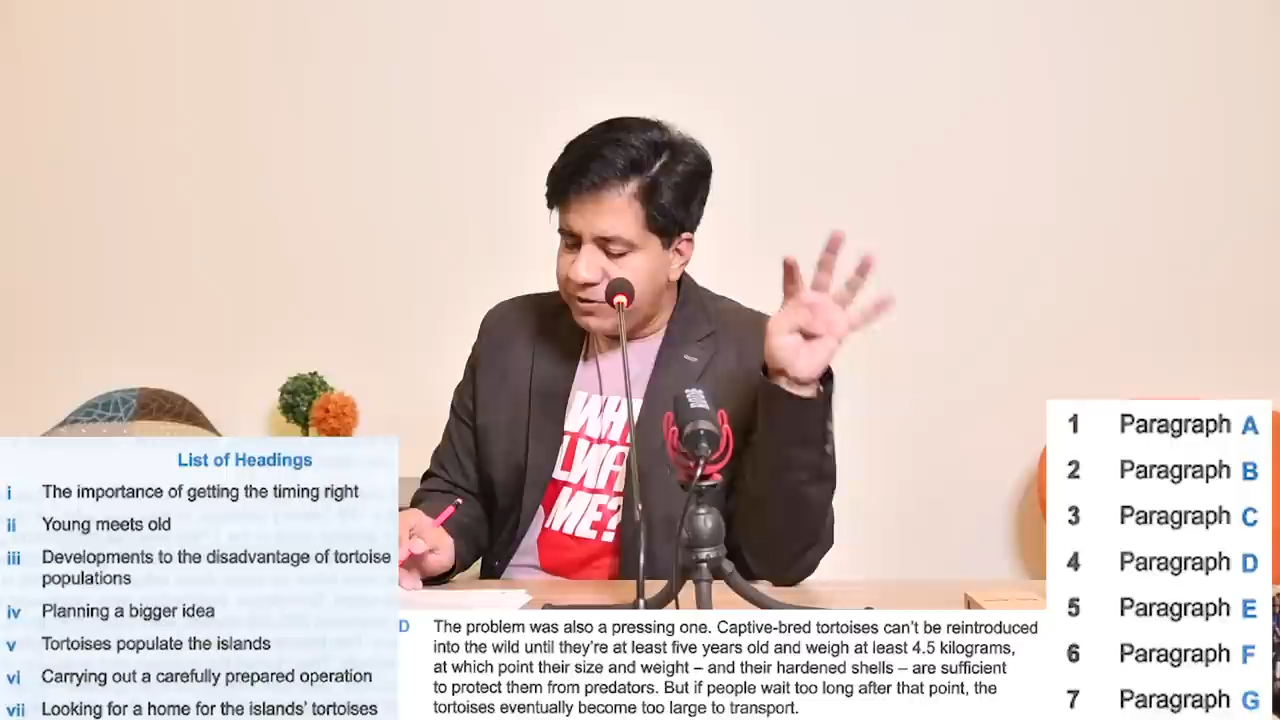 WH
ME?
List of Headings
i The importance of getting the timing right
ii Young meets old
iii Developments to the disadvantage of tortoise
populations
iv Planning a bigger idea
v Tortoises populate the islands
vi Carrying out a carefully prepared operation
vii Looking for a home for the islands' tortoises
D The problem was also a pressing one. Captive-bred tortoises can't be reintroduced
into the wild until they're at least five years old and weigh at least 4.5 kilograms,
at which point their size and weight – and their hardened shells – are sufficient
to protect them from predators. But if people wait too long after that point, the
tortoises eventually become too large to transport.
1 Paragraph A
2 Paragraph B
3 Paragraph C
4 Paragraph D
5 Paragraph E
6 Paragraph F
7 Paragraph G